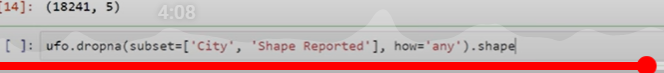 [14]: (18241, 5)
4:08
[ ]: ufo.dropna(subset=['City', 'Shape Reported'], how='any').shape